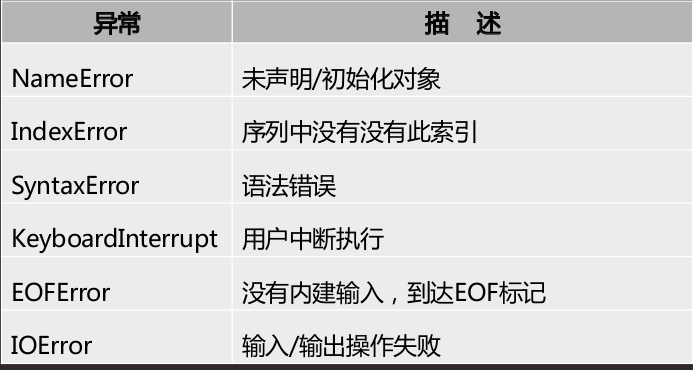 异常 描 述
NameError 未声明/初始化对象
IndexError 序列中没有没有此索引
SyntaxError 语法错误
KeyboardInterrupt 用户中断执行
EOFError 没有内建输入，到达EOF标记
IOError 输入/输出操作失败